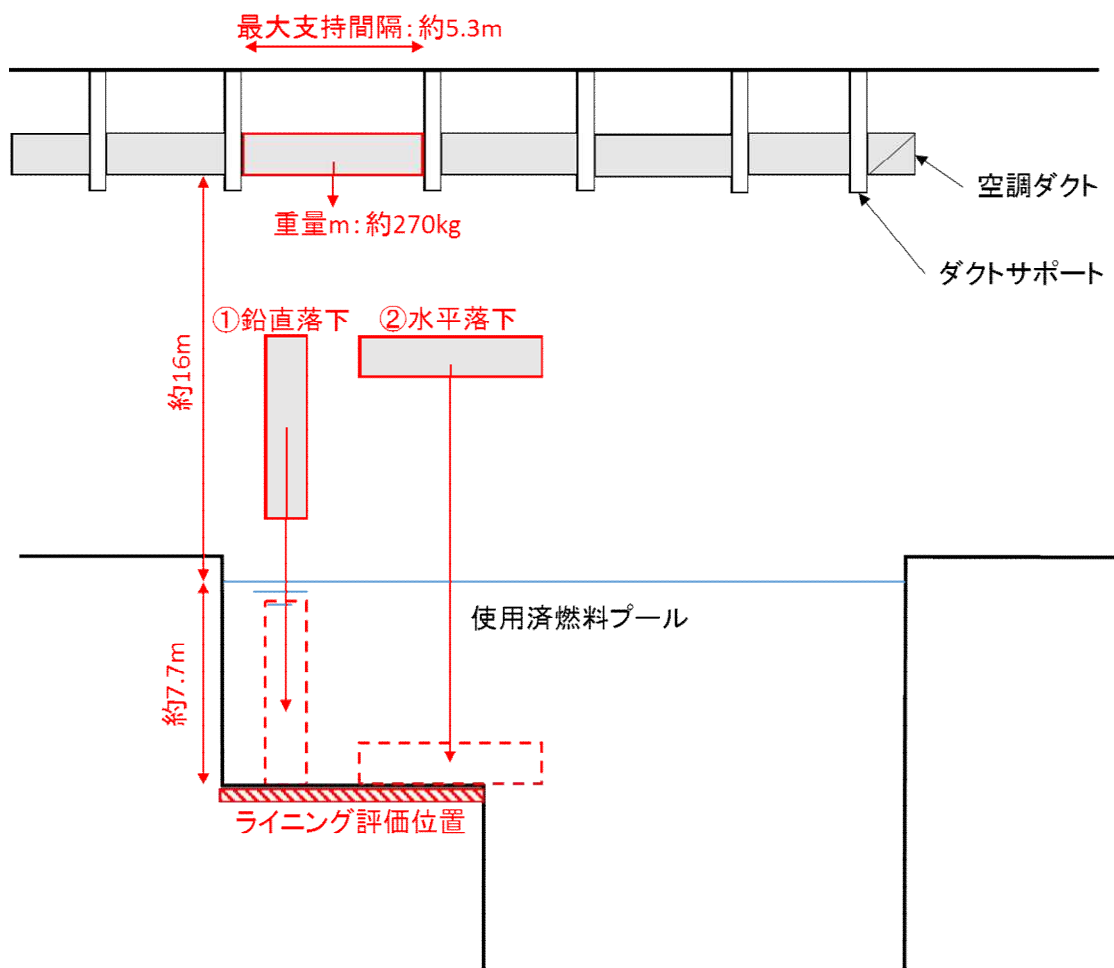 最大支持間隔：約5.3m
空調ダクト
重量m：約270kg
ダクトサポート
①鉛直落下
②水平落下
約16m
使用済燃料プール
約7.7m
ライニング評価位置